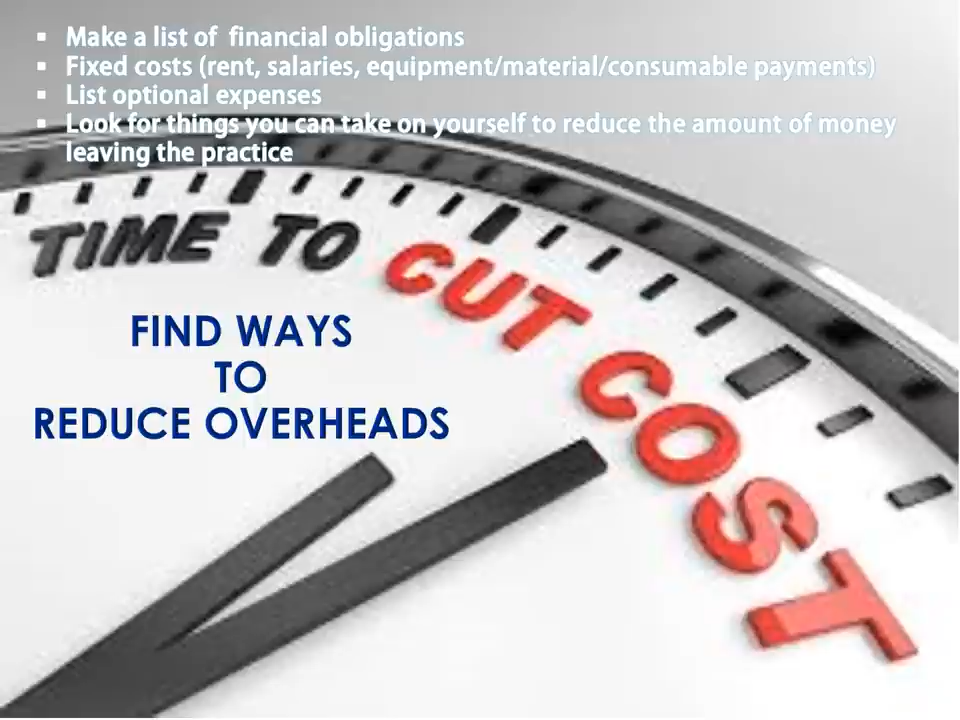 ▪ Make a list of financial obligations
▪ Fixed costs (rent, salaries, equipment/material/consumable payments)
▪ List optional expenses
▪ Look for things you can take on yourself to reduce the amount of money
leaving the practice
TIME TO CUT COST
FIND WAYS
TO
REDUCE OVERHEADS